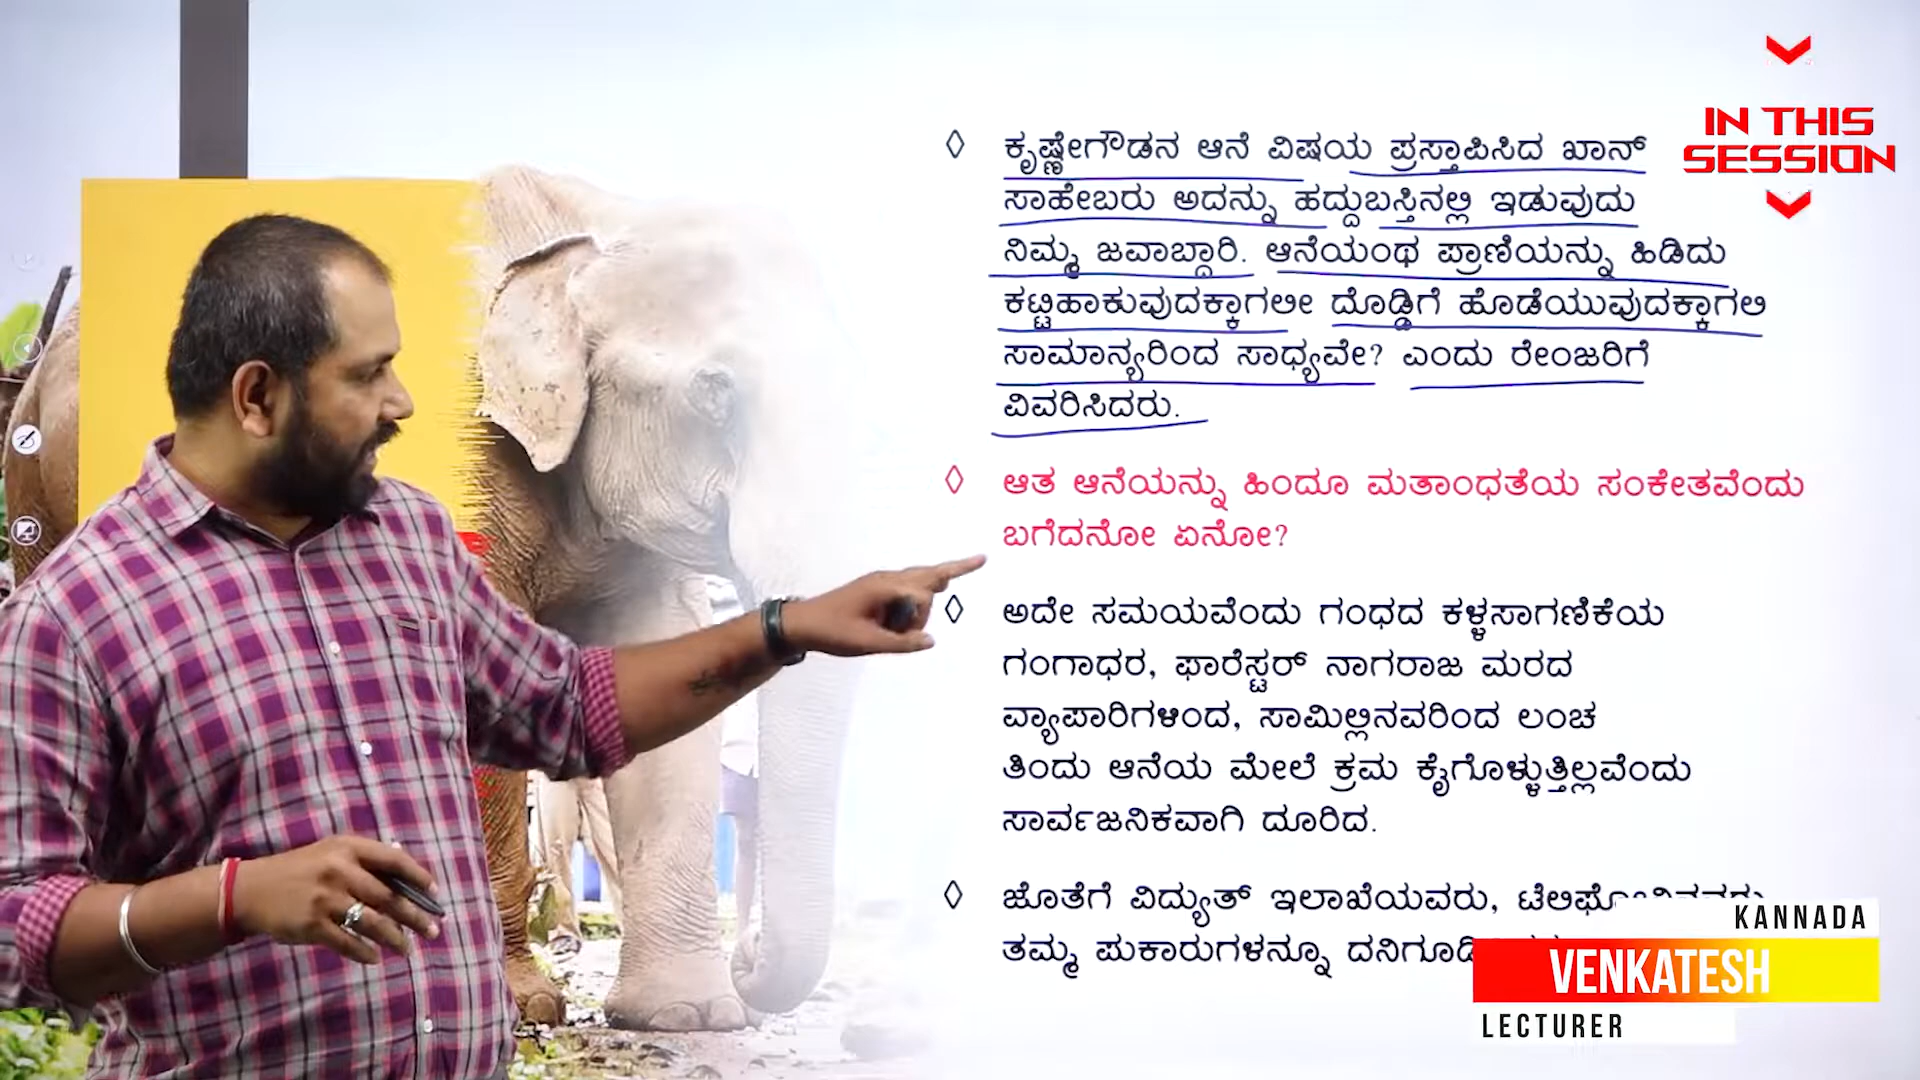 ಕೃಷ್ಣೇಗೌಡನ ಆನೆ ವಿಷಯ ಪ್ರಸ್ತಾಪಿಸಿದ ಖಾನ್
ಸಾಹೇಬರು ಅದನ್ನು ಹದ್ದುಬಸ್ತಿನಲ್ಲಿ ಇಡುವುದು
ನಿಮ್ಮ ಜವಾಬ್ದಾರಿ. ಆನೆಯಂಥ ಪ್ರಾಣಿಯನ್ನು ಹಿಡಿದು
ಕಟ್ಟಿಹಾಕುವುದಕ್ಕಾಗಲೀ ದೊಡ್ಡಿಗೆ ಹೊಡೆಯುವುದಕ್ಕಾಗಲಿ
ಸಾಮಾನ್ಯರಿಂದ ಸಾಧ್ಯವೇ? ಎಂದು ರೇಂಜರಿಗೆ
ವಿವರಿಸಿದರು.
ಆತ ಆನೆಯನ್ನು ಹಿಂದೂ ಮತಾಂಧತೆಯ ಸಂಕೇತವೆಂದು
ಬಗೆದನೋ ಏನೋ?
ಅದೇ ಸಮಯವೆಂದು ಗಂಧದ ಕಳ್ಳಸಾಗಣಿಕೆಯ
ಗಂಗಾಧರ, ಫಾರೆಸ್ಟರ್ ನಾಗರಾಜ ಮರದ
ವ್ಯಾಪಾರಿಗಳಿಂದ, ಸಾಮಿಲ್ಲಿನವರಿಂದ ಲಂಚ
ತಿಂದು ಆನೆಯ ಮೇಲೆ ಕ್ರಮ ಕೈಗೊಳ್ಳುತ್ತಿಲ್ಲವೆಂದು
ಸಾರ್ವಜನಿಕವಾಗಿ ದೂರಿದ.
ಜೊತೆಗೆ ವಿದ್ಯುತ್ ಇಲಾಖೆಯವರು,
ತಮ್ಮ ಪುಕಾರುಗಳನ್ನೂ
IN THIS
SESSION
KANNADA
VENKATESH
LECTURER